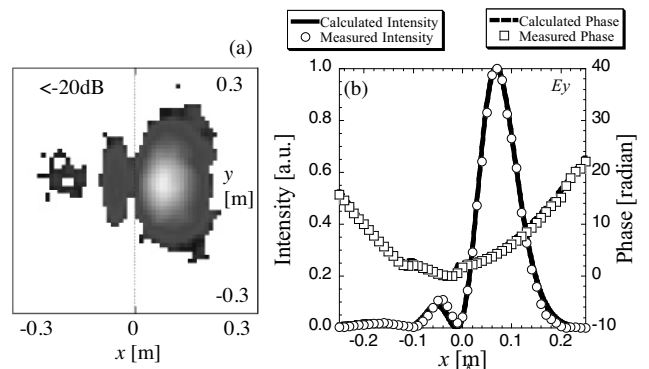 Calculated Intensity
Measured Intensity
Calculated Phase
Measured Phase
(a)
<-20dB
0.3
y
[m]
-0.3
-0.3
0
0.3
x [m]
(b)
Ey
Intensity [a.u.]
1.0
0.8
0.6
0.4
0.2
0.0
Phase [radian]
40
30
20
10
0
-10
-0.2
-0.1
0.0
0.1
0.2
x [m]